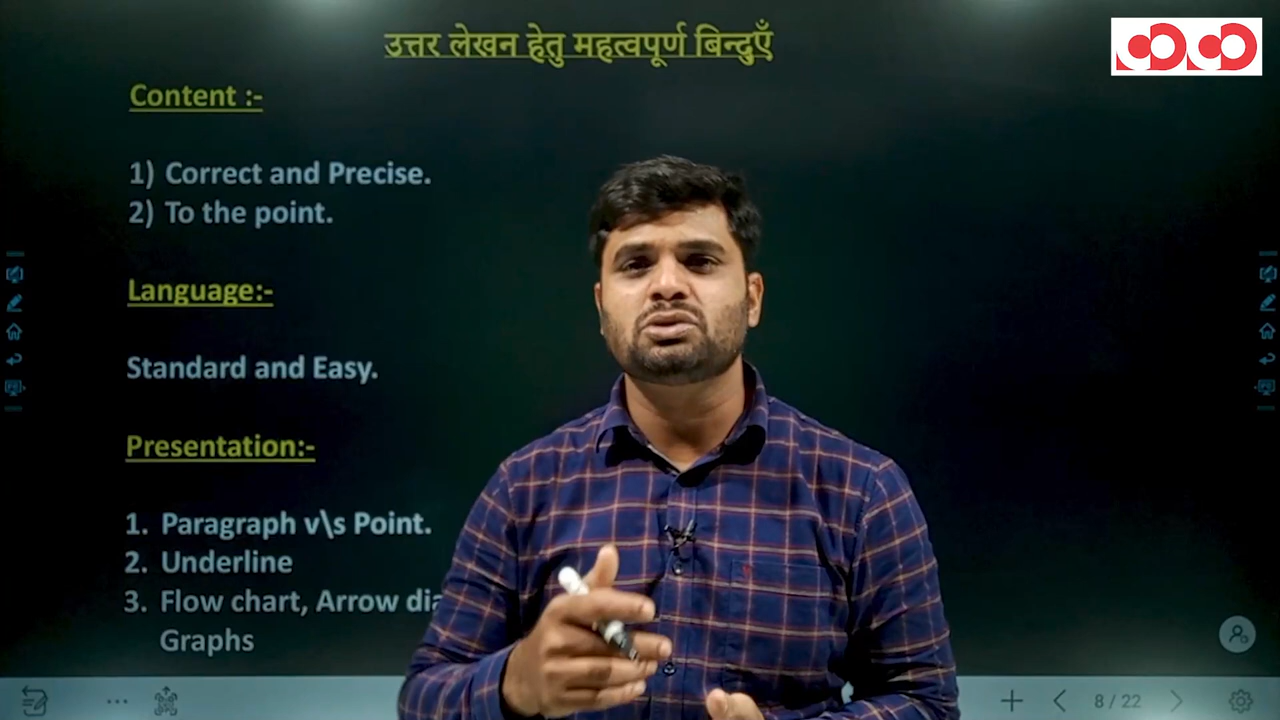 उत्तर लेखन हेतु महत्वपूर्ण बिन्दुएँ
Content :-
1) Correct and Precise.
2) To the point.
Language:-
Standard and Easy.
Presentation:-
1. Paragraph v\s Point.
2. Underline
3. Flow chart, Arrow
Graphs
8 / 22